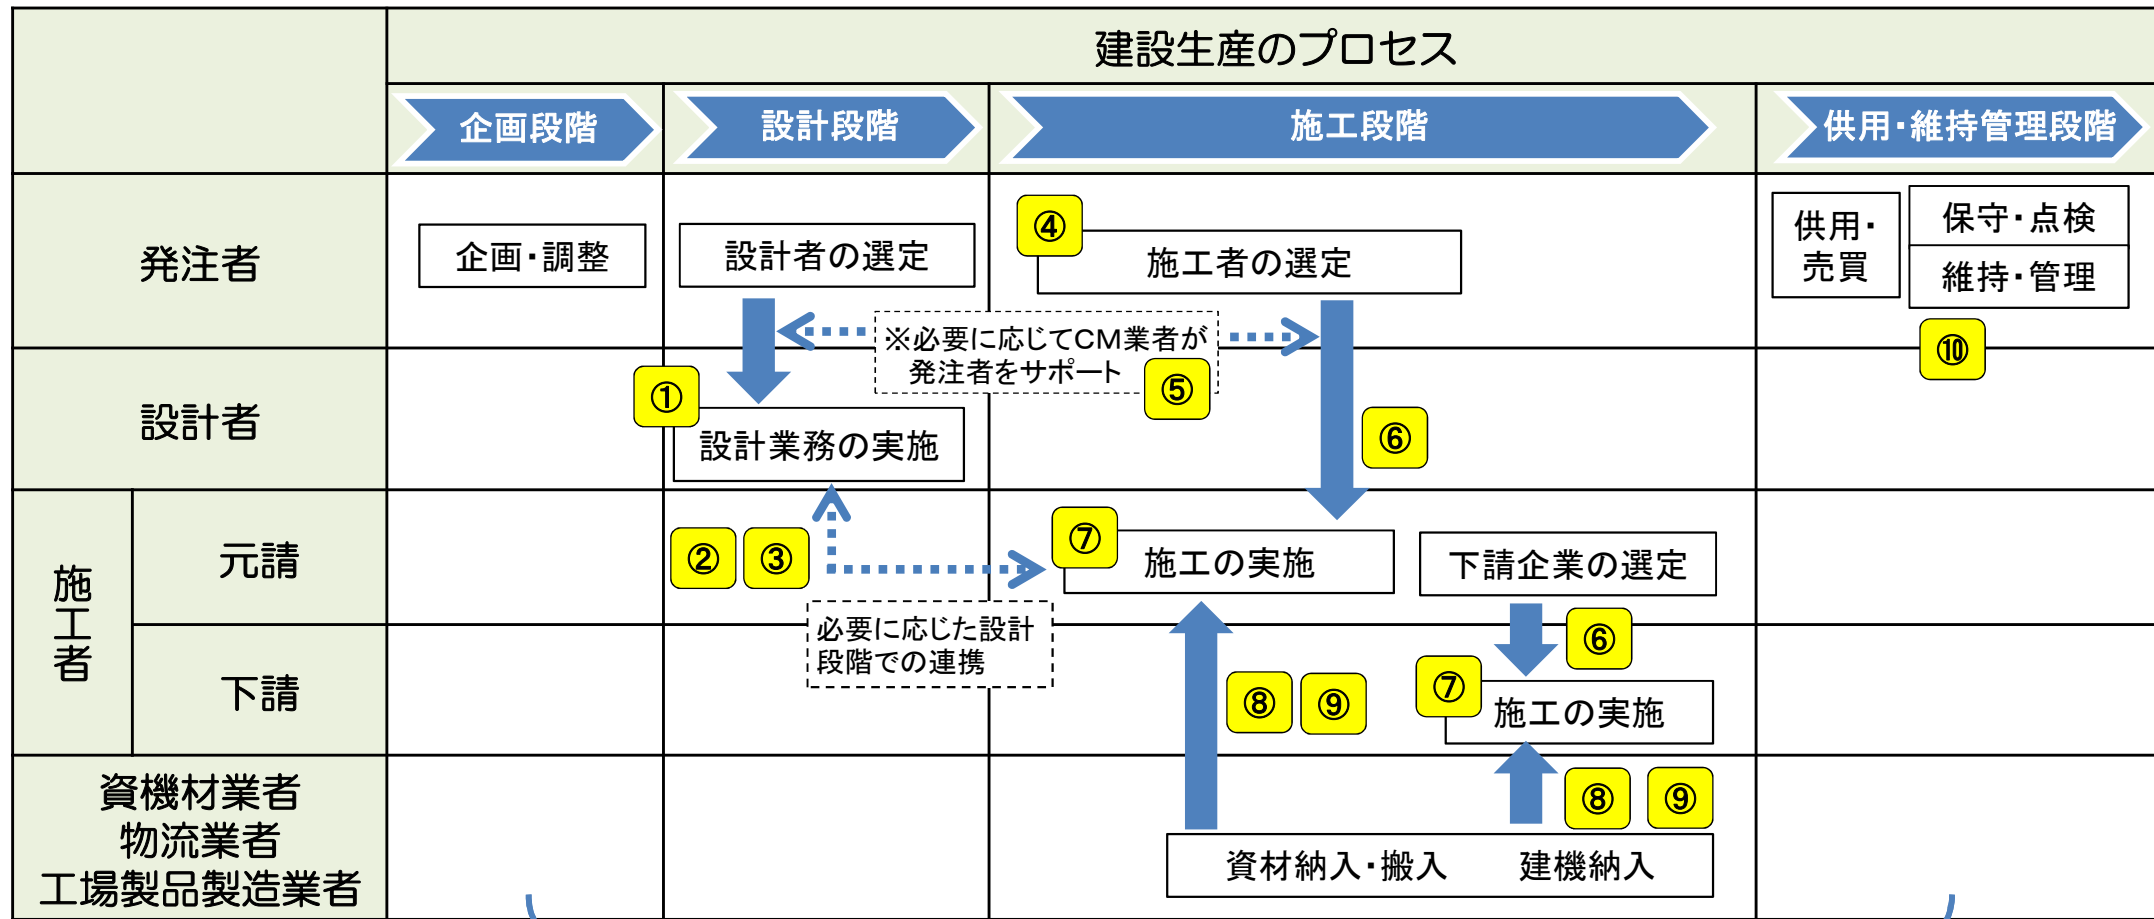 建設生産のプロセス
企画段階
設計段階
施工段階
供用・維持管理段階
発注者
企画・調整
設計者の選定
④
施工者の選定
供用・
売買
保守・点検
維持・管理
※必要に応じてCM業者が
発注者をサポート
⑤
⑩
設計者
①
設計業務の実施
⑥
施工者
元請
②
③
⑦
施工の実施
下請企業の選定
必要に応じた設計
段階での連携
⑥
下請
⑧
⑨
⑦
施工の実施
資機材業者
物流業者
工場製品製造業者
⑧
⑨
資材納入・搬入
建機納入